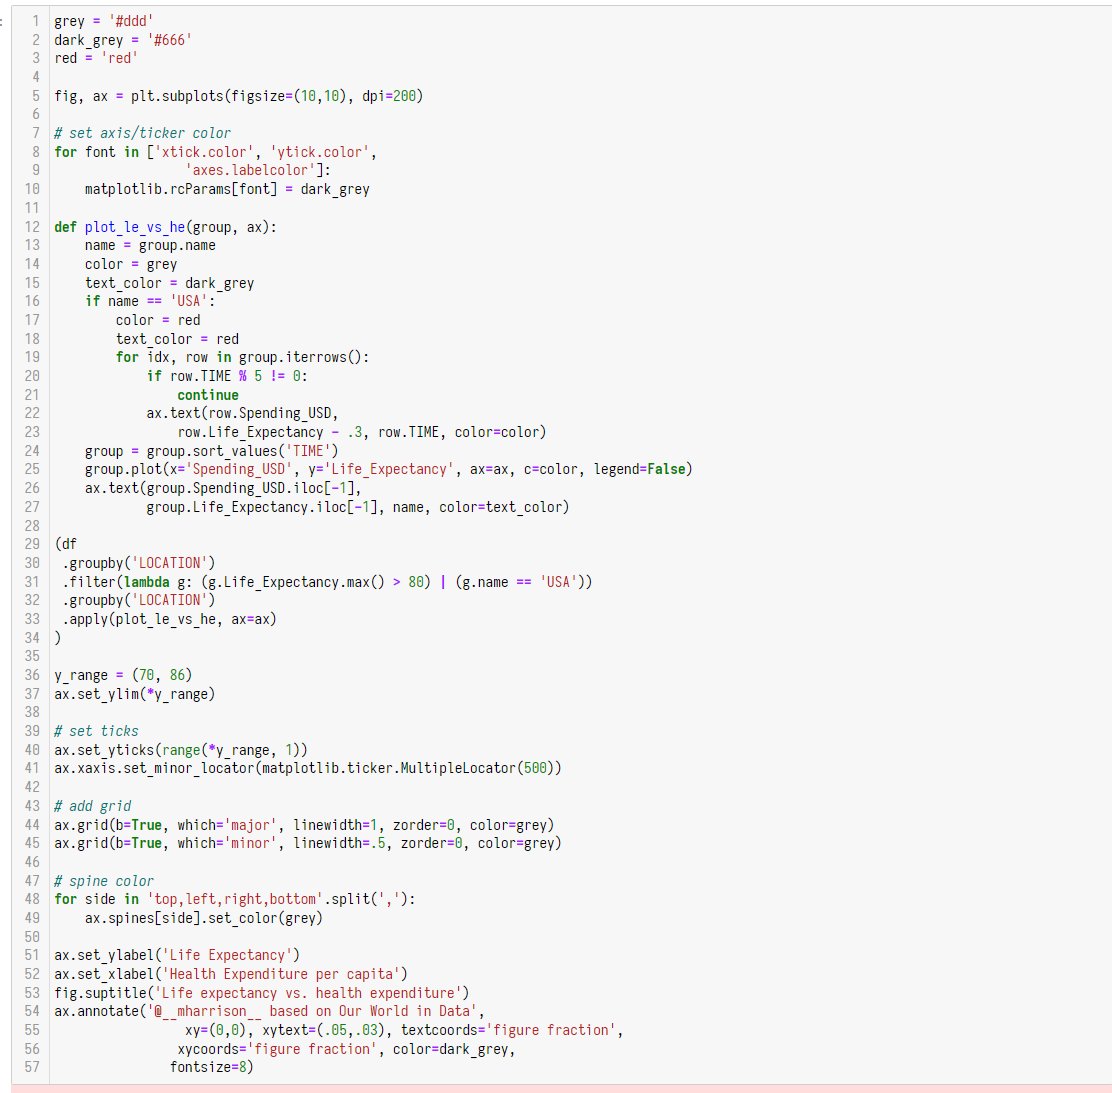 1 grey = '#ddd'
2 dark_grey = '#666'
3 red = 'red'
4
5 fig, ax = plt.subplots(figsize=(10,10), dpi=200)
6
7 # set axis/ticker color
8 for font in ['xtick.color', 'ytick.color',
9                  'axes.labelcolor']:
10     matplotlib.rcParams[font] = dark_grey
11
12 def plot_le_vs_he(group, ax):
13     name = group.name
14     color = grey
15     text_color = dark_grey
16     if name == 'USA':
17         color = red
18         text_color = red
19         for idx, row in group.iterrows():
20             if row.TIME % 5 != 0:
21                 continue
22             ax.text(row.Spending_USD,
23                 row.Life_Expectancy - .3, row.TIME, color=color)
24     group = group.sort_values('TIME')
25     group.plot(x='Spending_USD', y='Life_Expectancy', ax=ax, c=color, legend=False)
26     ax.text(group.Spending_USD.iloc[-1],
27             group.Life_Expectancy.iloc[-1], name, color=text_color)
28
29 (df
30  .groupby('LOCATION')
31  .filter(lambda g: (g.Life_Expectancy.max() > 80) | (g.name == 'USA'))
32  .groupby('LOCATION')
33  .apply(plot_le_vs_he, ax=ax)
34 )
35
36 y_range = (70, 86)
37 ax.set_ylim(*y_range)
38
39 # set ticks
40 ax.set_yticks(range(*y_range, 1))
41 ax.xaxis.set_minor_locator(matplotlib.ticker.MultipleLocator(500))
42
43 # add grid
44 ax.grid(b=True, which='major', linewidth=1, zorder=0, color=grey)
45 ax.grid(b=True, which='minor', linewidth=.5, zorder=0, color=grey)
46
47 # spine color
48 for side in 'top,left,right,bottom'.split(','):
49     ax.spines[side].set_color(grey)
50
51 ax.set_ylabel('Life Expectancy')
52 ax.set_xlabel('Health Expenditure per capita')
53 fig.suptitle('Life expectancy vs. health expenditure')
54 ax.annotate('@__mharrison__ based on Our World in Data',
55                  xy=(0,0), xytext=(.05,.03), textcoords='figure fraction',
56                 xycoords='figure fraction', color=dark_grey,
57                fontsize=8)